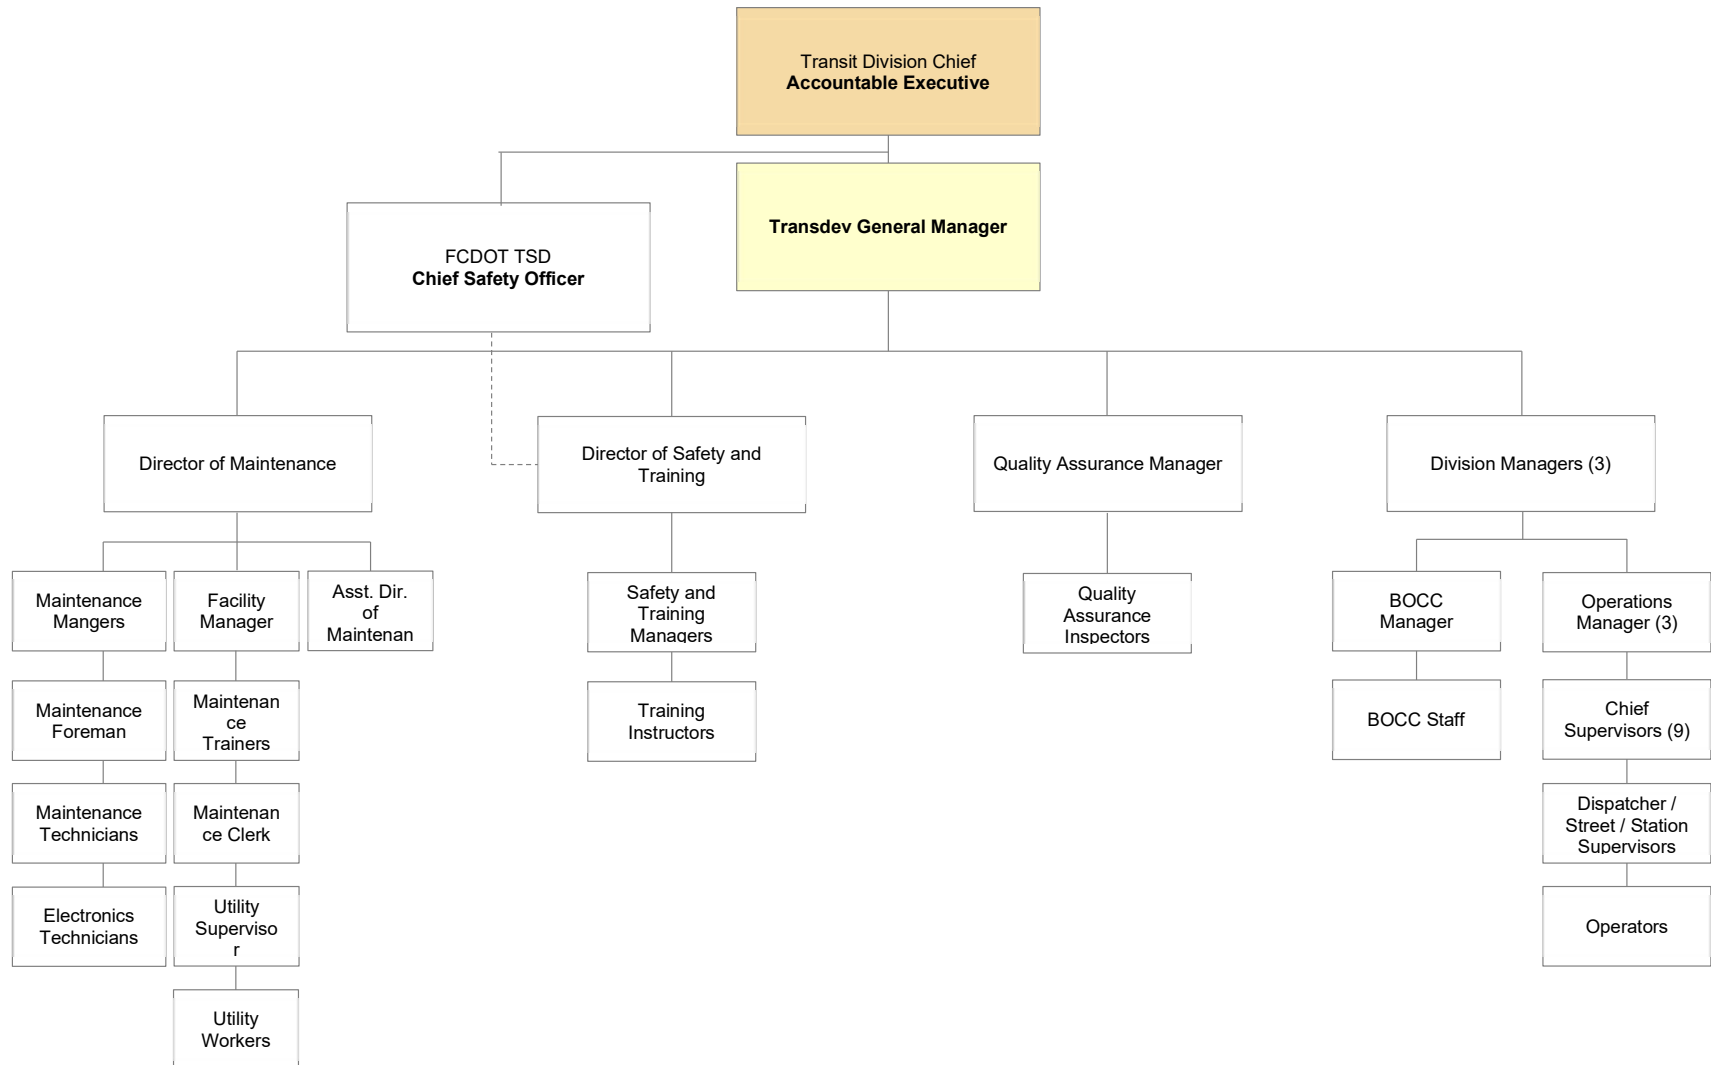 Transit Division Chief
Accountable Executive
Transdev General Manager
FCDOT TSD
Chief Safety Officer
Director of Maintenance
Director of Safety and
Training
Quality Assurance Manager
Division Managers (3)
Maintenance
Mangers
Facility
Manager
Asst. Dir.
of
Maintenan
Safety and
Training
Managers
Quality
Assurance
Inspectors
BOCC
Manager
Operations
Manager (3)
Maintenance
Foreman
Maintenan
ce
Trainers
Training
Instructors
BOCC Staff
Chief
Supervisors (9)
Maintenance
Technicians
Maintenan
ce Clerk
Dispatcher /
Street / Station
Supervisors
Electronics
Technicians
Utility
Superviso
r
Operators
Utility
Workers